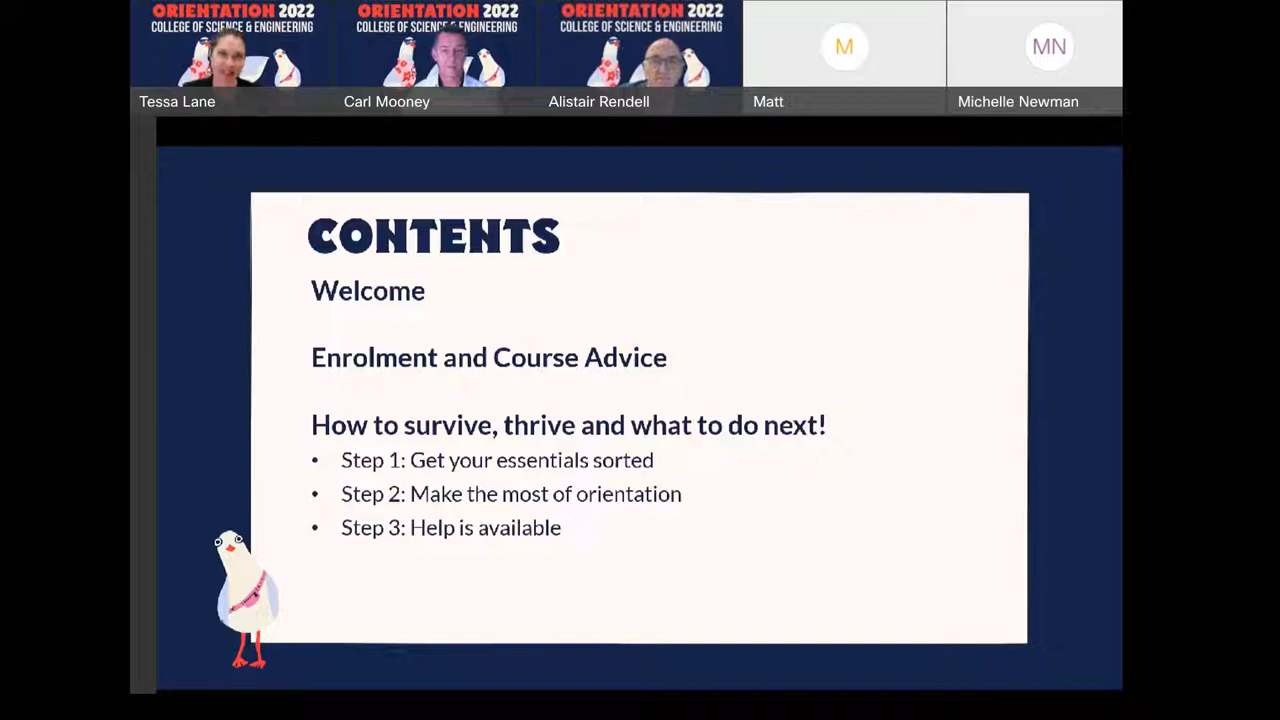 ORIENTATION 2022
COLLEGE OF SCIENCE & ENGINEERING
Tessa Lane
ORIENTATION 2022
COLLEGE OF SCIENCE & ENGINEERING
Carl Mooney
ORIENTATION 2022
COLLEGE OF SCIENCE & ENGINEERING
Alistair Rendell
M
Matt
MN
Michelle Newman
CONTENTS
Welcome
Enrolment and Course Advice
How to survive, thrive and what to do next!
• Step 1: Get your essentials sorted
• Step 2: Make the most of orientation
• Step 3: Help is available